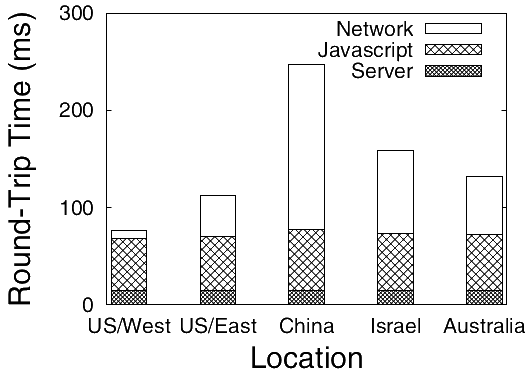 300
200
100
0
Round-Trip Time (ms)
Network
Javascript
Server
US/West US/East China Israel Australia
Location